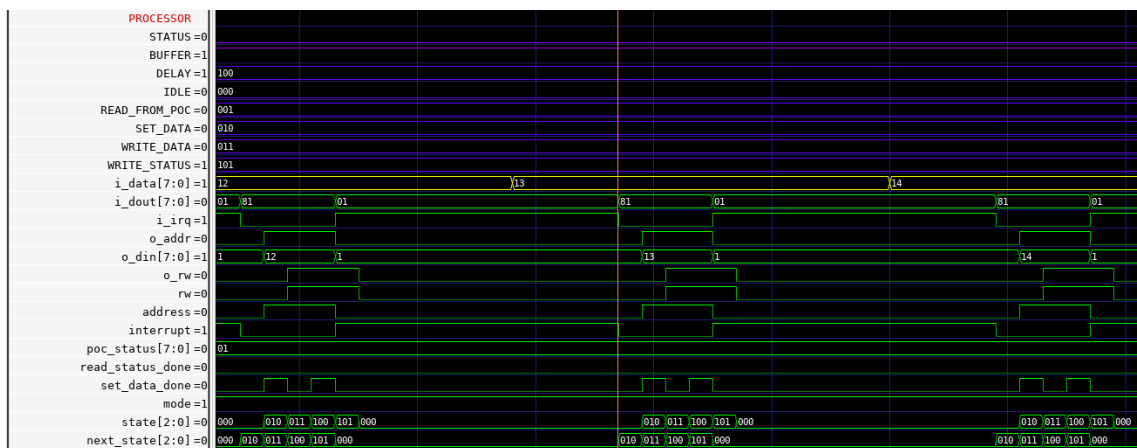 PROCESSOR
STATUS=0
BUFFER=1
DELAY=1 100
IDLE=0 000
READ_FROM_POC=0 001
SET_DATA=0 010
WRITE_DATA=0 011
WRITE_STATUS=1 101
i_data[7:0]=1 12 13 14
i_dout[7:0]=0 01 81 01 81 01 81 01
i_irq=1
o_addr=0
o_din[7:0]=1 1 12 1 13 1 14 1
o_rw=0
rw=0
address=0
interrupt=1
poc_status[7:0]=0 01
read_status_done=0
set_data_done=0
mode=1
state[2:0]=0 000 010 011 100 101 000 010 011 100 101 000 010 011 100 101 000
next_state[2:0]=0 000 010 011 100 101 000 010 011 100 101 000 010 011 100 101 000